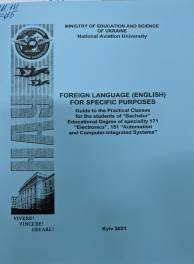 MINISTRY OF EDUCATION AND SCIENCE
OF UKRAINE
National Aviation University
NAU
FOREIGN LANGUAGE (ENGLISH)
FOR SPECIFIC PURPOSES
Guide to the Practical Classes
for the students of "Bachelor"
Educational Degree of speciality 171
"Electronics", 151 "Automation
and Computer-Integrated Systems"
VIVERE!
VINCERE!
CREARE!
Kyiv 2021